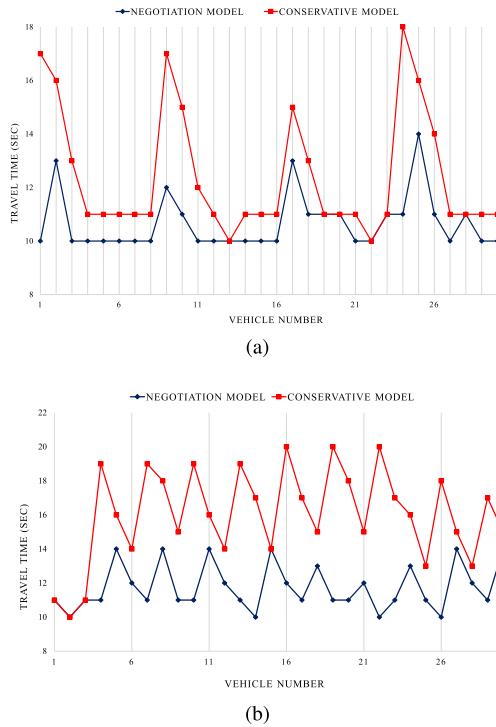 NEGOTIATION MODEL CONSERVATIVE MODEL
18
16
14
12
10
8
TRAVEL TIME (SEC)
1 6 11 16 21 26
VEHICLE NUMBER
(a)
NEGOTIATION MODEL CONSERVATIVE MODEL
22
20
18
16
14
12
10
8
TRAVEL TIME (SEC)
1 6 11 16 21 26
VEHICLE NUMBER
(b)